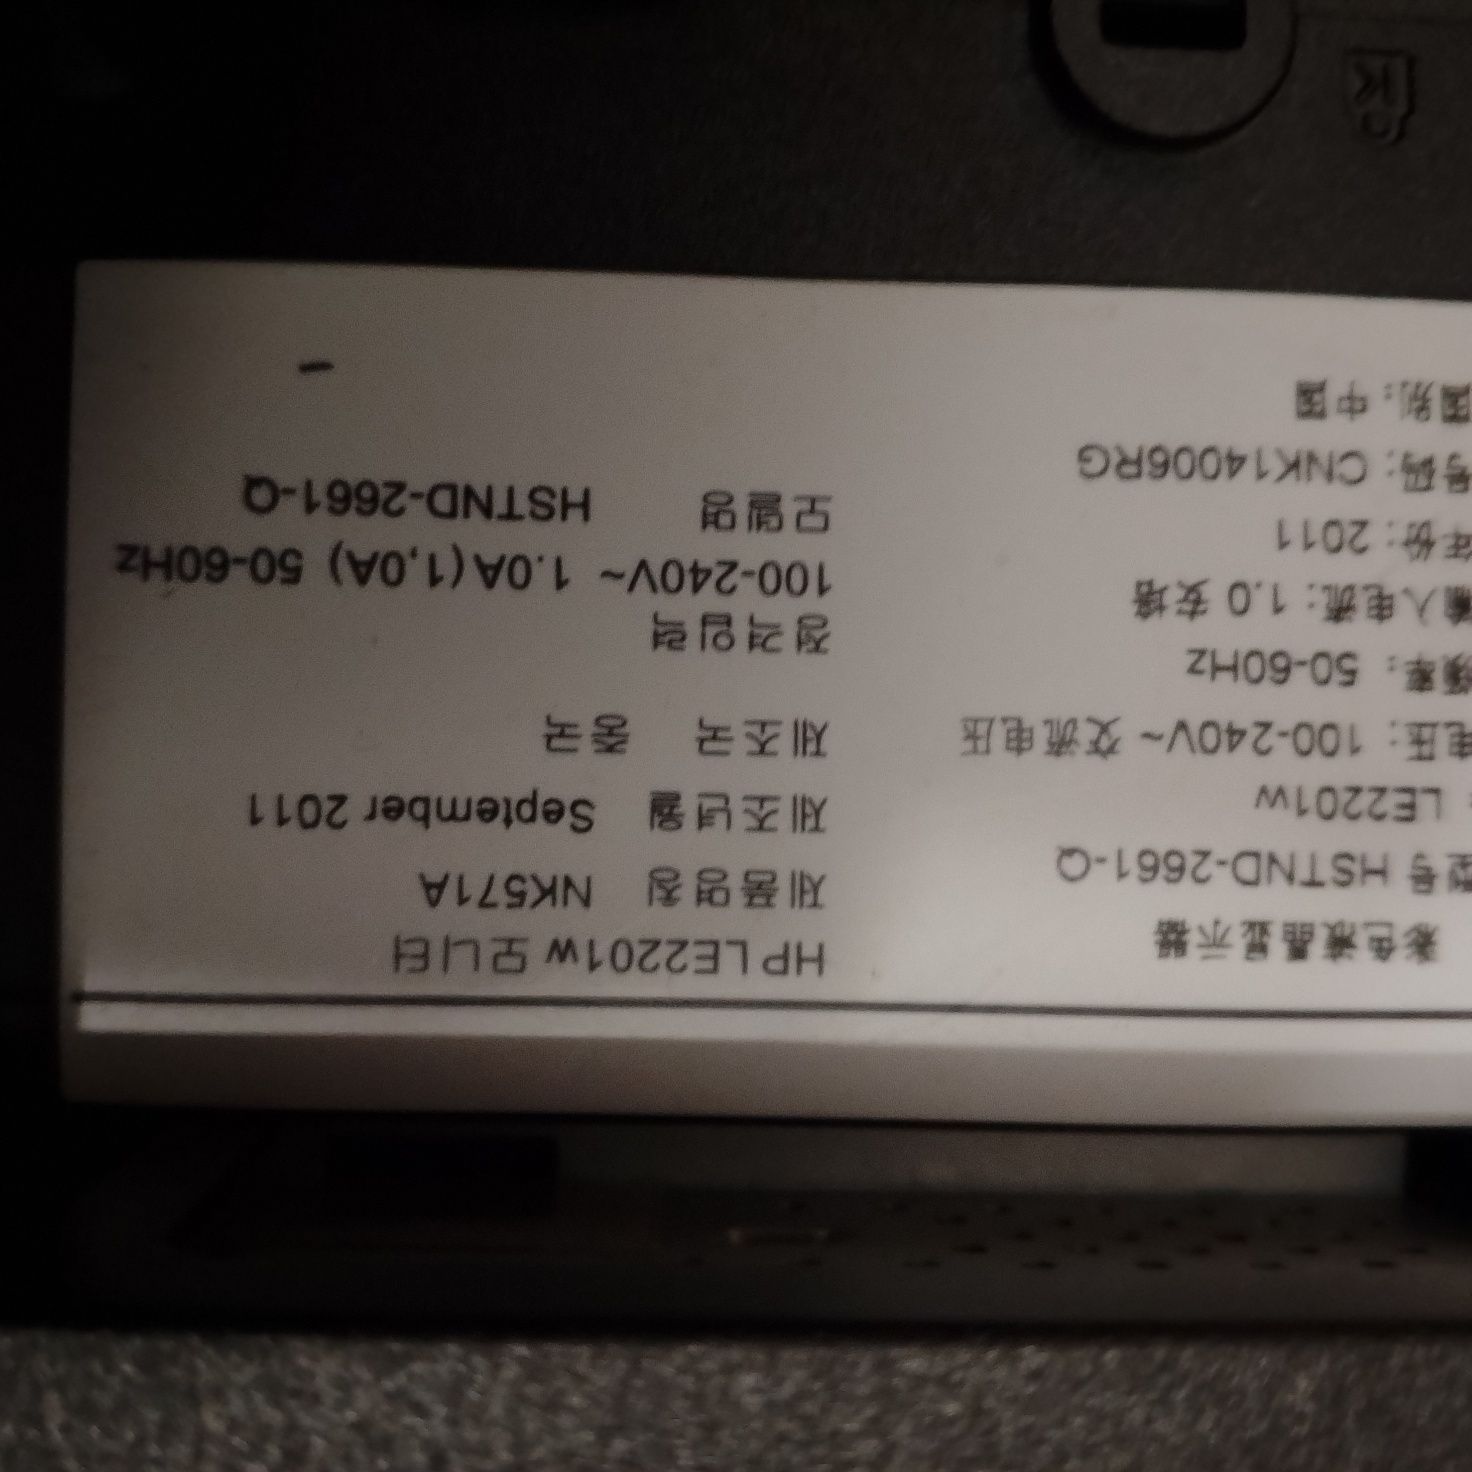 彩色液晶显示器
型号 HSTND-2661-Q
: LE2201w
电压: 100-240V~ 交流电压
频率: 50-60Hz
输入电流: 1.0 安培
年份: 2011
号码: CNK14006RG
国别: 中国
HP LE2201w 모니터
제품명칭 NK571A
제조년월 September 2011
제조국 중국
정격입력
100-240V~ 1.0A(1,0A) 50-60Hz
모델명 HSTND-2661-Q
K